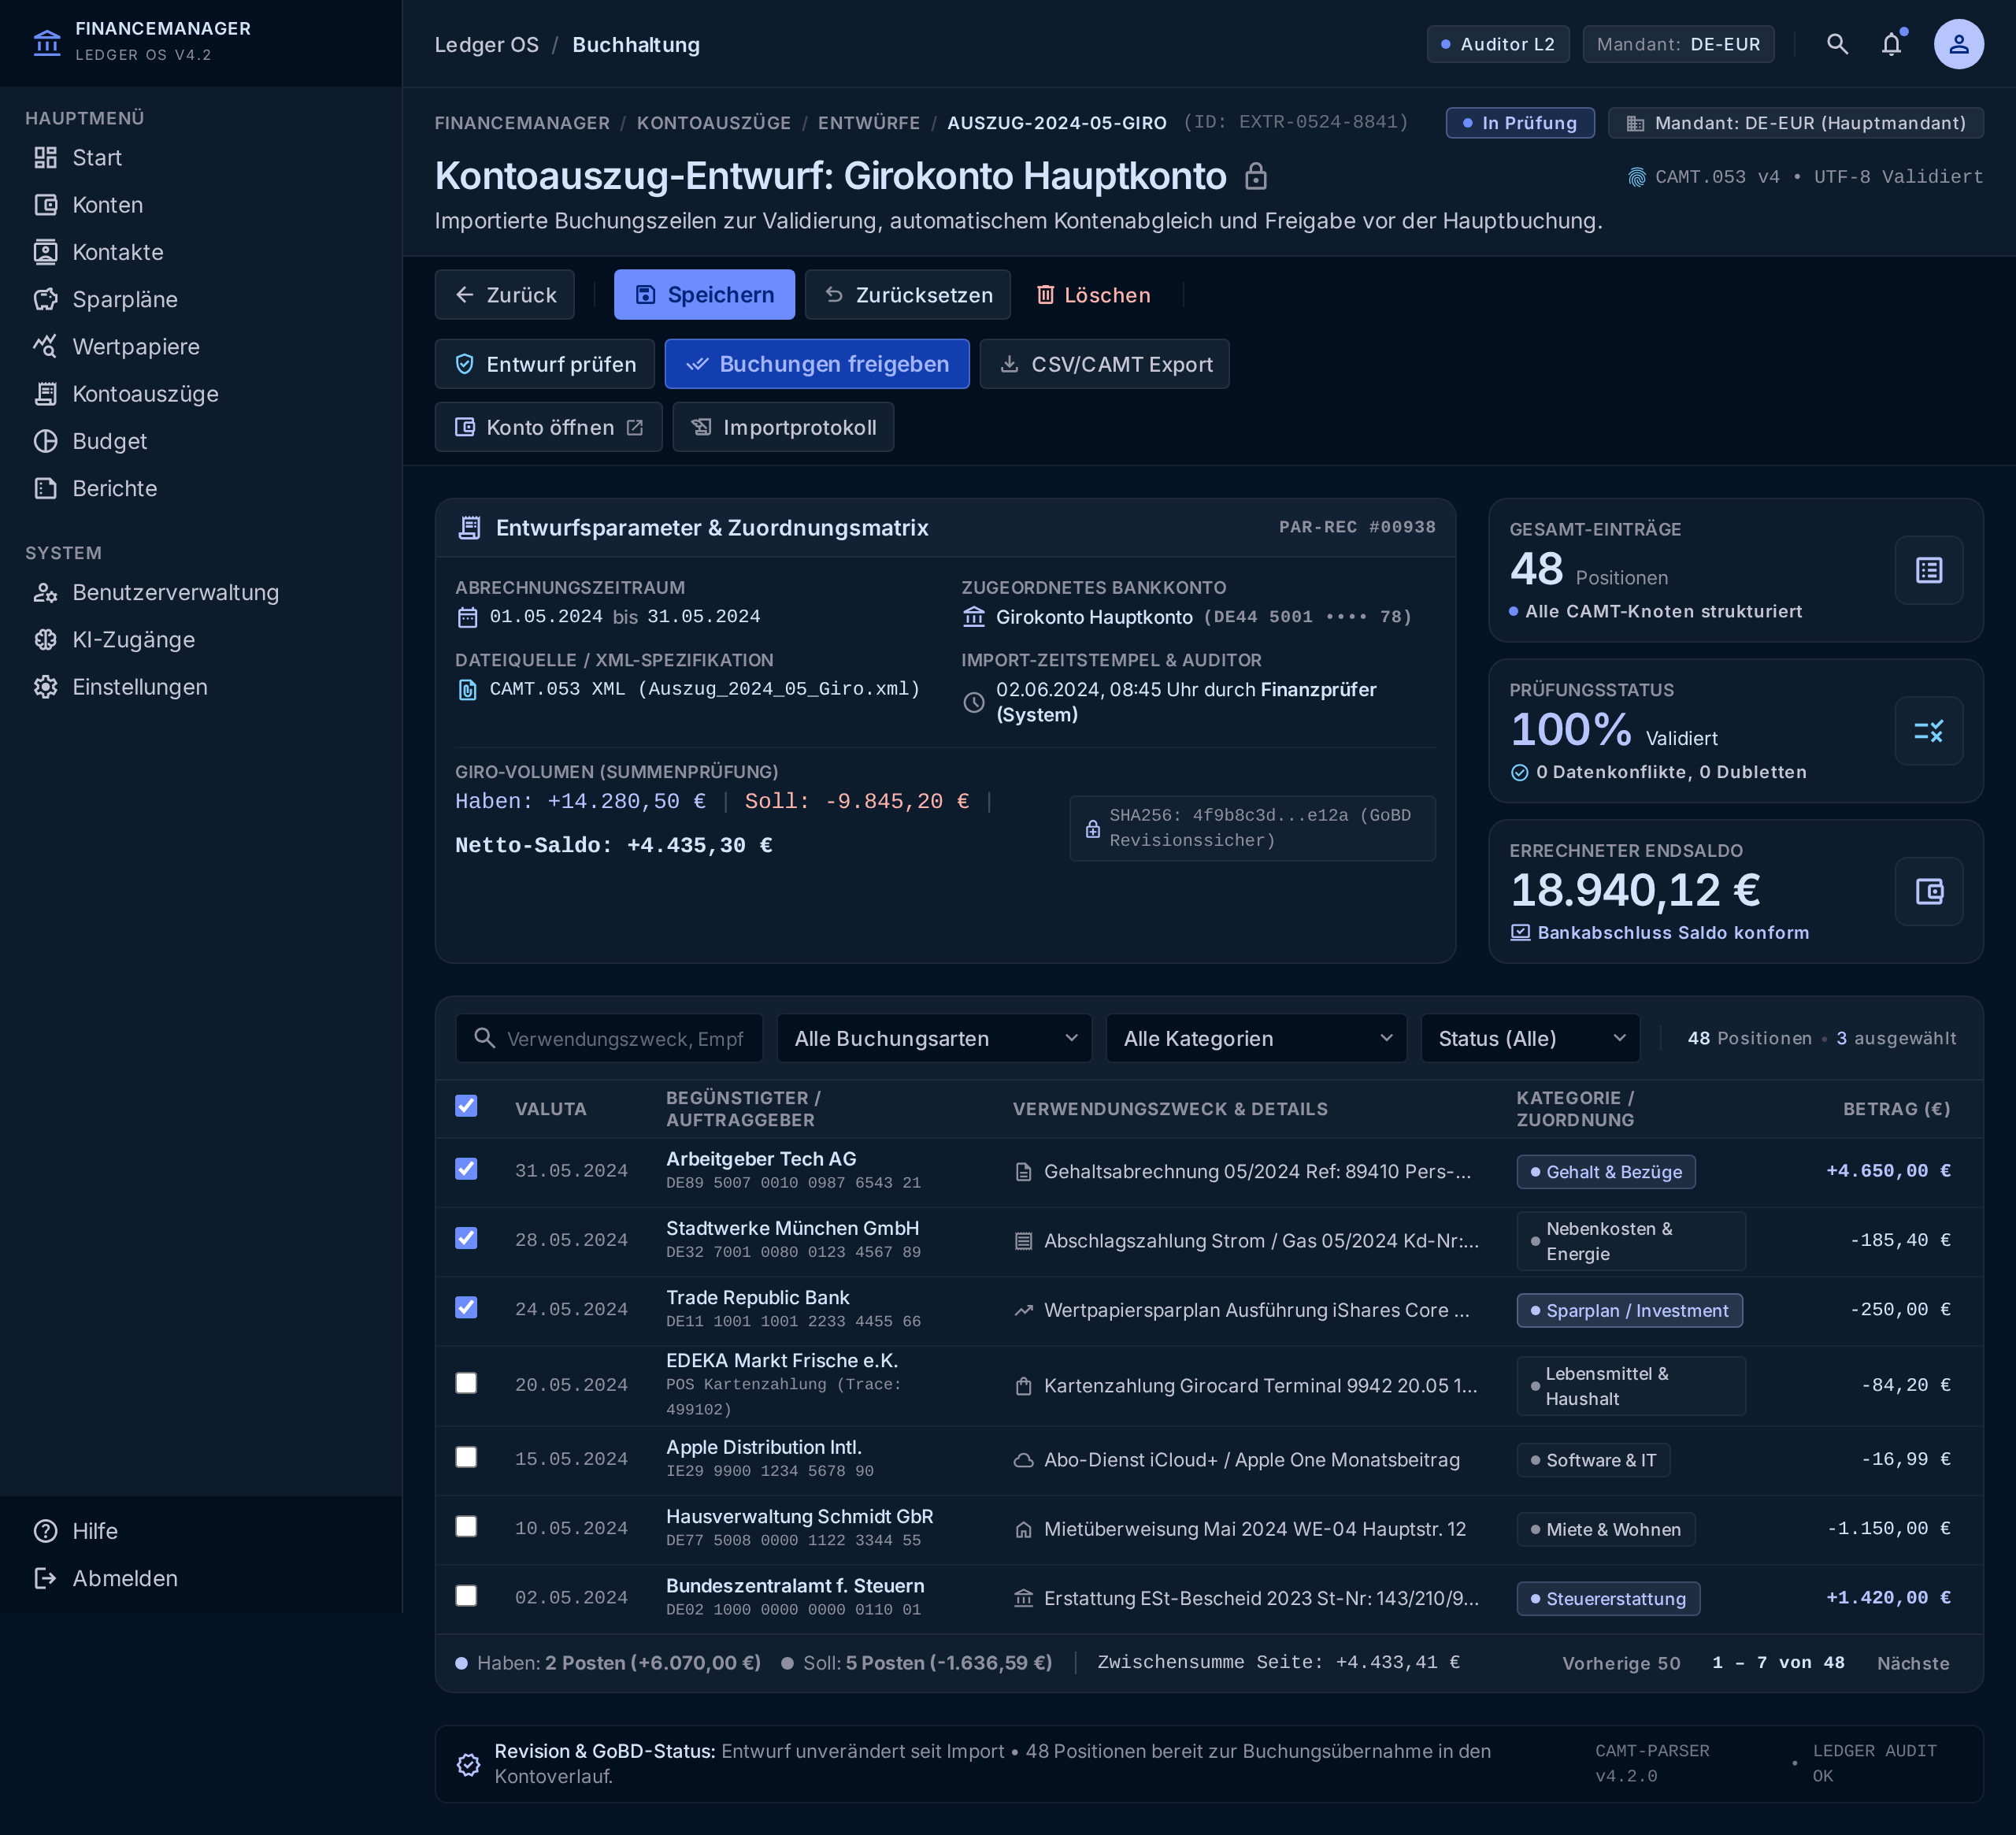 FINANCEMANAGER
LEDGER OS V4.2
Ledger OS / Buchhaltung
Auditor L2
Mandant: DE-EUR
HAUPTMENÜ
Start
Konten
Kontakte
Sparpläne
Wertpapiere
Kontoauszüge
Budget
Berichte
SYSTEM
Benutzerverwaltung
KI-Zugänge
Einstellungen
Hilfe
Abmelden
FINANCEMANAGER / KONTOAUSZÜGE / ENTWÜRFE / AUSZUG-2024-05-GIRO (ID: EXTR-0524-8841)
In Prüfung
Mandant: DE-EUR (Hauptmandant)
Kontoauszug-Entwurf: Girokonto Hauptkonto
CAMT.053 v4 • UTF-8 Validiert
Importierte Buchungszeilen zur Validierung, automatischem Kontenabgleich und Freigabe vor der Hauptbuchung.
Zurück
Speichern
Zurücksetzen
Löschen
Entwurf prüfen
Buchungen freigeben
CSV/CAMT Export
Konto öffnen
Importprotokoll
Entwurfsparameter & Zuordnungsmatrix
PAR-REC #00938
ABRECHNUNGSZEITRAUM
01.05.2024 bis 31.05.2024
ZUGEORDNETES BANKKONTO
Girokonto Hauptkonto (DE44 5001 •••• 78)
DATEIQUELLE / XML-SPEZIFIKATION
CAMT.053 XML (Auszug_2024_05_Giro.xml)
IMPORT-ZEITSTEMPEL & AUDITOR
02.06.2024, 08:45 Uhr durch Finanzprüfer
(System)
GIRO-VOLUMEN (SUMMENPRÜFUNG)
Haben: +14.280,50 € | Soll: -9.845,20 € |
Netto-Saldo: +4.435,30 €
SHA256: 4f9b8c3d...e12a (GoBD
Revisionssicher)
GESAMT-EINTRÄGE
48 Positionen
Alle CAMT-Knoten strukturiert
PRÜFUNGSSTATUS
100% Validiert
0 Datenkonflikte, 0 Dubletten
ERRECHNETER ENDSALDO
18.940,12 €
Bankabschluss Saldo konform
Verwendungszweck, Empf
Alle Buchungsarten
Alle Kategorien
Status (Alle)
48 Positionen • 3 ausgewählt
VALUTA
BEGÜNSTIGTER /
AUFTRAGGEBER
VERWENDUNGSZWECK & DETAILS
KATEGORIE /
ZUORDNUNG
BETRAG (€)
31.05.2024
Arbeitgeber Tech AG
DE89 5007 0010 0987 6543 21
Gehaltsabrechnung 05/2024 Ref: 89410 Pers-...
Gehalt & Bezüge
+4.650,00 €
28.05.2024
Stadtwerke München GmbH
DE32 7001 0080 0123 4567 89
Abschlagszahlung Strom / Gas 05/2024 Kd-Nr:...
Nebenkosten &
Energie
-185,40 €
24.05.2024
Trade Republic Bank
DE11 1001 1001 2233 4455 66
Wertpapiersparplan Ausführung iShares Core ...
Sparplan / Investment
-250,00 €
20.05.2024
EDEKA Markt Frische e.K.
POS Kartenzahlung (Trace:
499102)
Kartenzahlung Girocard Terminal 9942 20.05 1...
Lebensmittel &
Haushalt
-84,20 €
15.05.2024
Apple Distribution Intl.
IE29 9900 1234 5678 90
Abo-Dienst iCloud+ / Apple One Monatsbeitrag
Software & IT
-16,99 €
10.05.2024
Hausverwaltung Schmidt GbR
DE77 5008 0000 1122 3344 55
Mietüberweisung Mai 2024 WE-04 Hauptstr. 12
Miete & Wohnen
-1.150,00 €
02.05.2024
Bundeszentralamt f. Steuern
DE02 1000 0000 0000 0110 01
Erstattung ESt-Bescheid 2023 St-Nr: 143/210/9...
Steuererstattung
+1.420,00 €
Haben: 2 Posten (+6.070,00 €)
Soll: 5 Posten (-1.636,59 €)
Zwischensumme Seite: +4.433,41 €
Vorherige 50
1 – 7 von 48
Nächste
Revision & GoBD-Status: Entwurf unverändert seit Import • 48 Positionen bereit zur Buchungsübernahme in den
Kontoverlauf.
CAMT-PARSER
v4.2.0
•
LEDGER AUDIT
OK